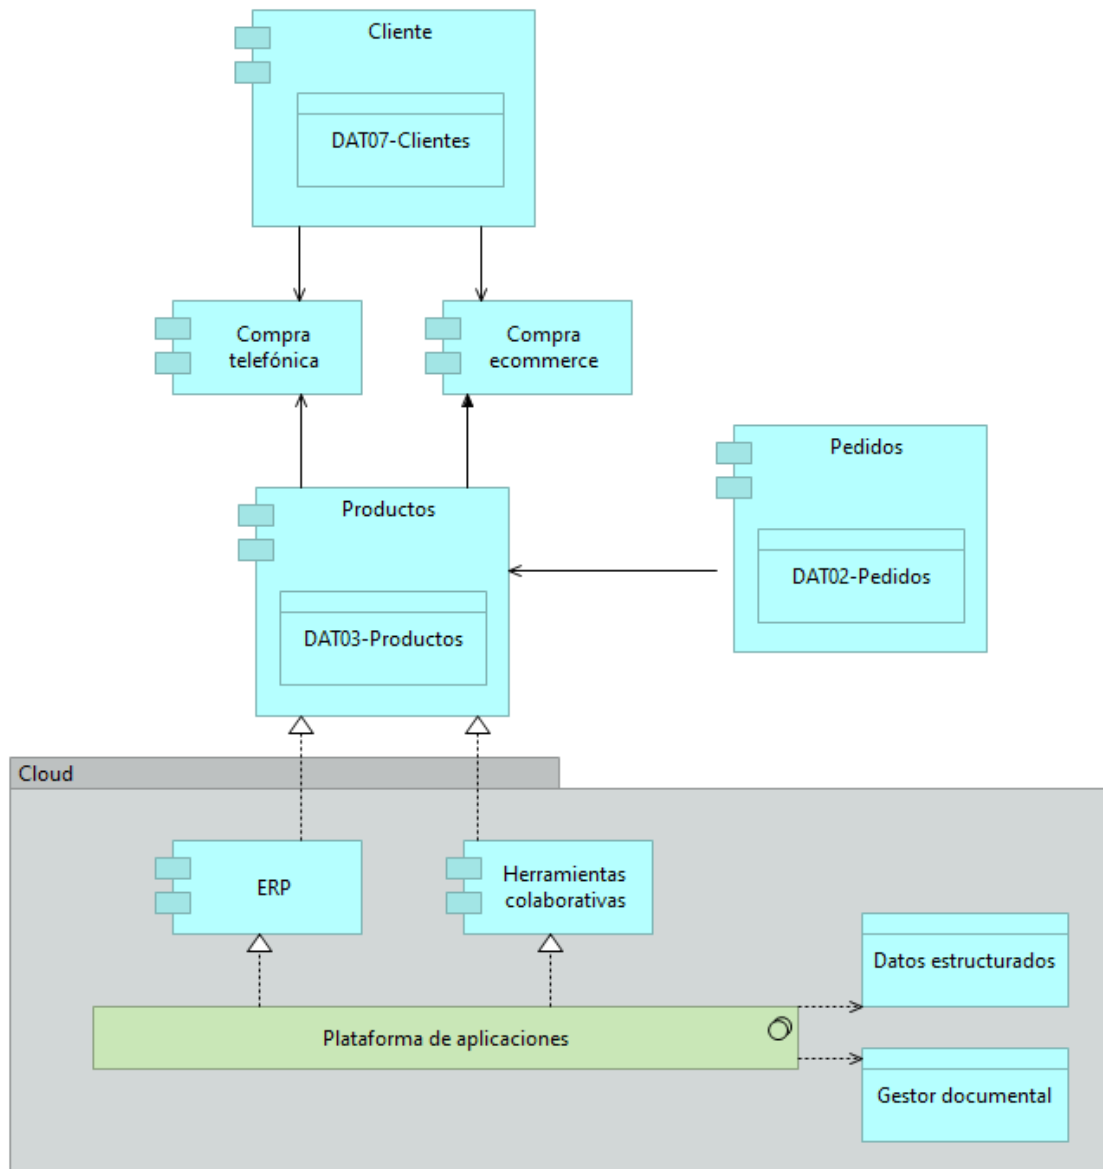 Cliente
DAT07-Clientes
Compra
telefónica
Compra
ecommerce
Pedidos
DAT02-Pedidos
Productos
DAT03-Productos
Cloud
ERP
Herramientas
colaborativas
Datos estructurados
Plataforma de aplicaciones
Gestor documental